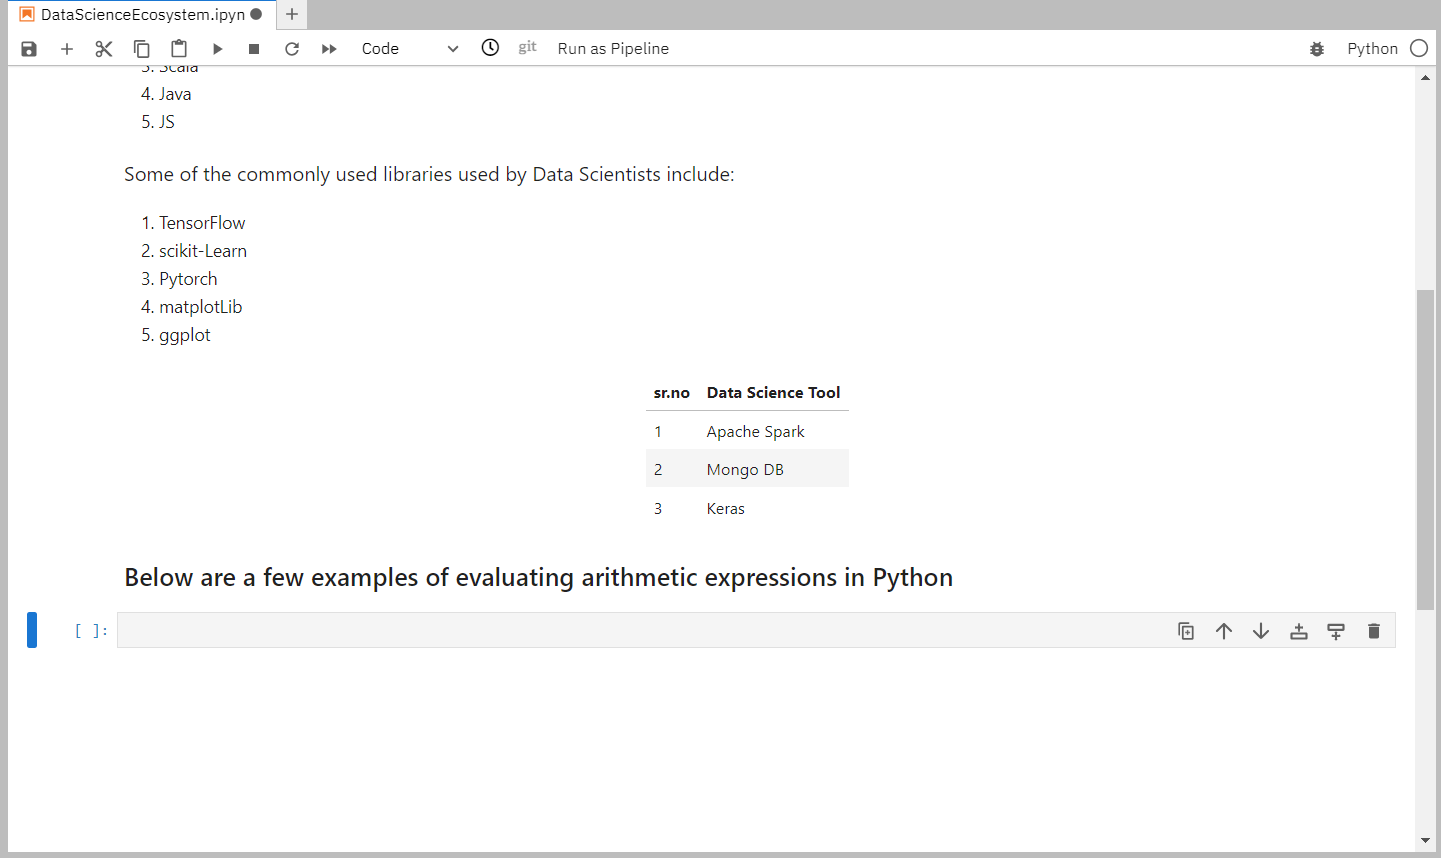 DataScienceEcosystem.ipyn
Code git Run as Pipeline Python
3. Scala
4. Java
5. JS
Some of the commonly used libraries used by Data Scientists include:
1. TensorFlow
2. scikit-Learn
3. Pytorch
4. matplotLib
5. ggplot
sr.no Data Science Tool
1 Apache Spark
2 Mongo DB
3 Keras
Below are a few examples of evaluating arithmetic expressions in Python
[ ]: